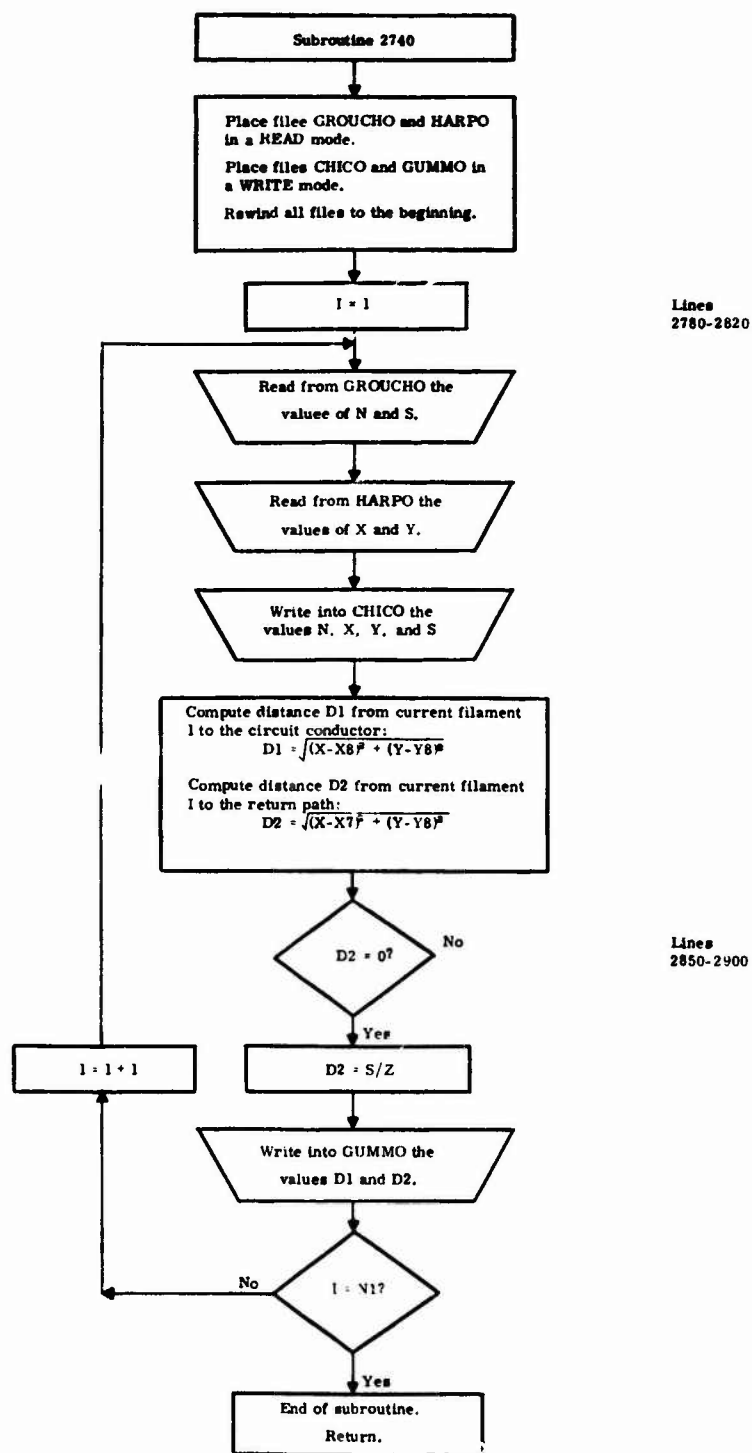 Subroutine 2740
Place filee GROUCHO and HARPO
in a READ mode.
Place files CHICO and GUMMO in
a WRITE mode.
Rewind all files to the beginning.
I = 1
Lines
2780-2820
Read from GROUCHO the
valuee of N and S.
Read from HARPO the
values of X and Y.
Write into CHICO the
values N, X, Y, and S
Compute distance D1 from current filament
I to the circuit conductor:
D1 = √(X-X8)² + (Y-Y8)²
Compute distance D2 from current filament
I to the return path:
D2 = √(X-X7)² + (Y-Y8)²
D2 = 0?
No
Lines
2850-2900
Yes
I = I + 1
D2 = S/Z
Write into GUMMO the
values D1 and D2.
No
I = N1?
Yes
End of subroutine.
Return.